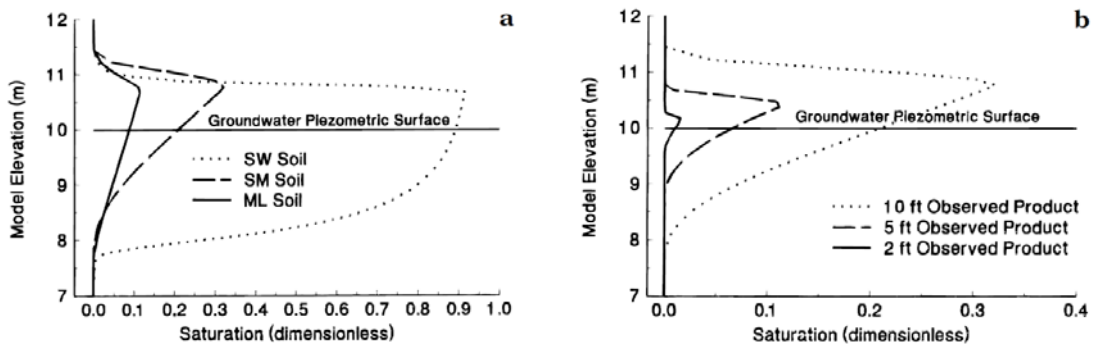 a
12
11
10
9
8
7
Model Elevation (m)
Groundwater Piezometric Surface
SW Soil
SM Soil
ML Soil
0.0 0.1 0.2 0.3 0.4 0.5 0.6 0.7 0.8 0.9 1.0
Saturation (dimensionless)
b
12
11
10
9
8
7
Model Elevation (m)
Groundwater Piezometric Surface
10 ft Observed Product
5 ft Observed Product
2 ft Observed Product
0.0 0.1 0.2 0.3 0.4
Saturation (dimensionless)